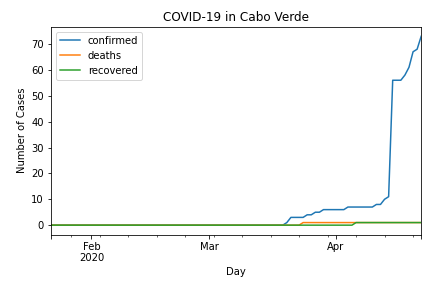 COVID-19 in Cabo Verde
confirmed
deaths
recovered
Number of Cases
70
60
50
40
30
20
10
0
Feb
2020
Mar
Apr
Day